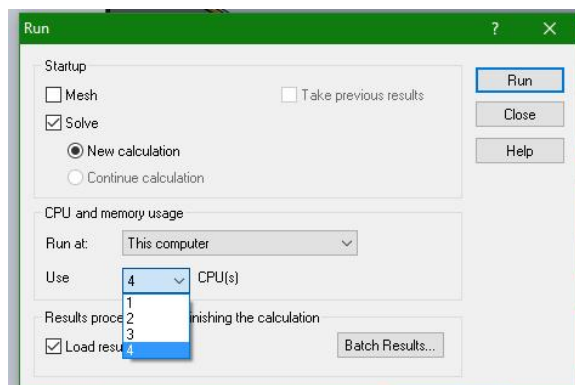 Run ? ×
Startup
Mesh
Take previous results
Solve
New calculation
Continue calculation
Run
Close
Help
CPU and memory usage
Run at: This computer
Use 4 CPU(s)
1
2
3
4
Results proce inishing the calculation
Load resu
Batch Results...